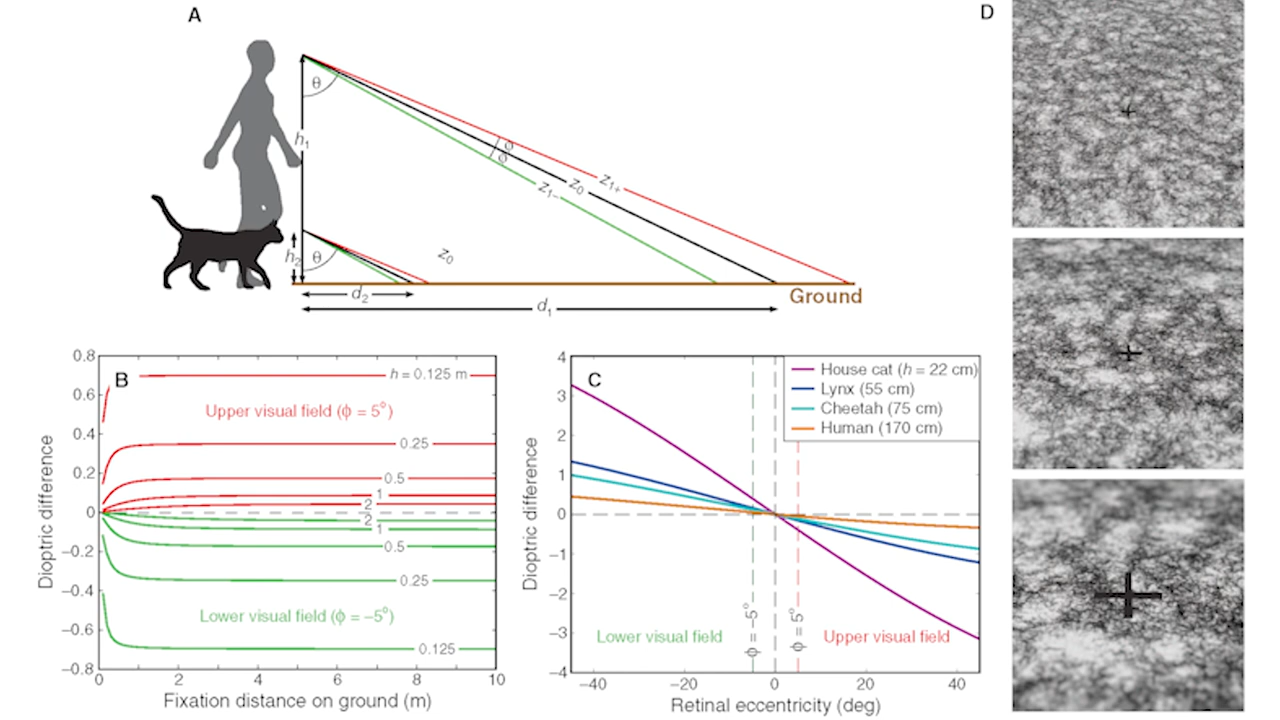 A
D
θ
h1
ø
ø
z1+
z0
z1−
z0
h2
θ
d2
d1
Ground
B
h = 0.125 m
Upper visual field (ϕ = 5°)
0.25
0.5
1
2
2
1
0.5
0.25
Lower visual field (ϕ = −5°)
0.125
0.8
0.6
0.4
0.2
0
−0.2
−0.4
−0.6
−0.8
Dioptric difference
0 2 4 6 8 10
Fixation distance on ground (m)
C
House cat (h = 22 cm)
Lynx (55 cm)
Cheetah (75 cm)
Human (170 cm)
4
3
2
1
0
−1
−2
−3
−4
Dioptric difference
ϕ = −5°
ϕ = 5°
Lower visual field
Upper visual field
−40 −20 0 20 40
Retinal eccentricity (deg)